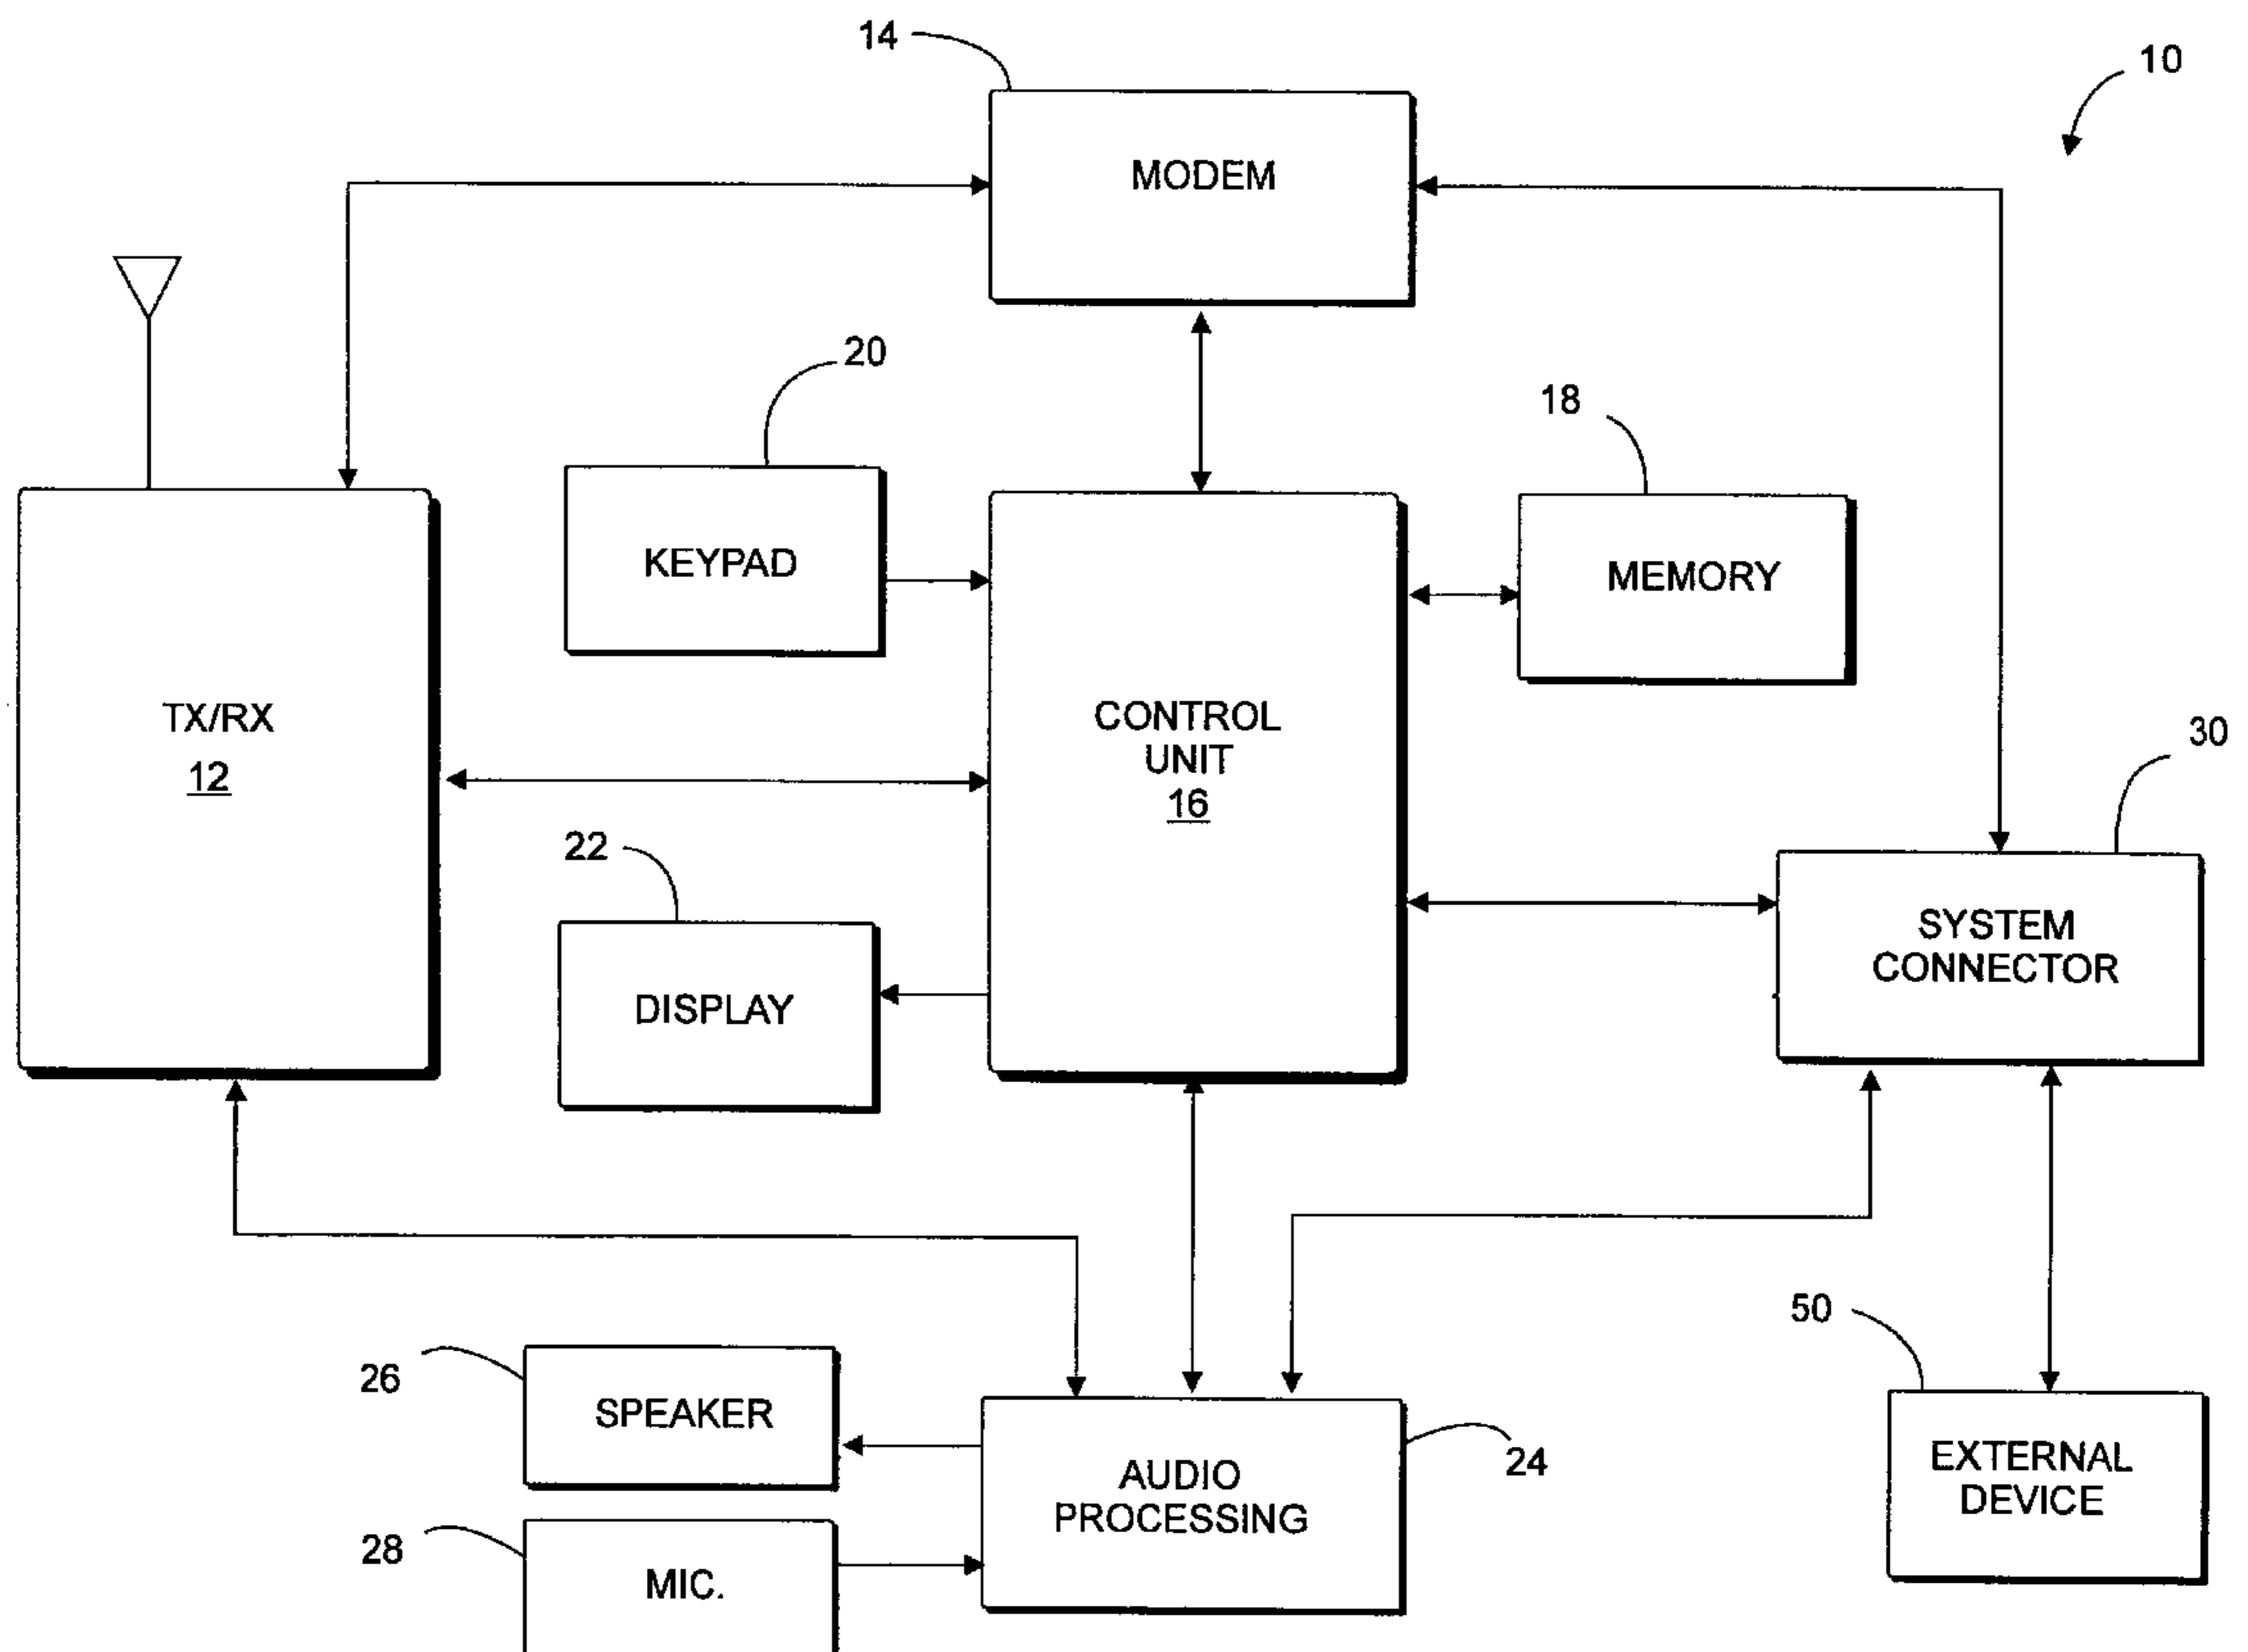 14
10
MODEM
20
18
KEYPAD
MEMORY
TX/RX
12
CONTROL
UNIT
16
30
22
SYSTEM
CONNECTOR
DISPLAY
50
26
SPEAKER
24
EXTERNAL
DEVICE
AUDIO
PROCESSING
28
MIC.